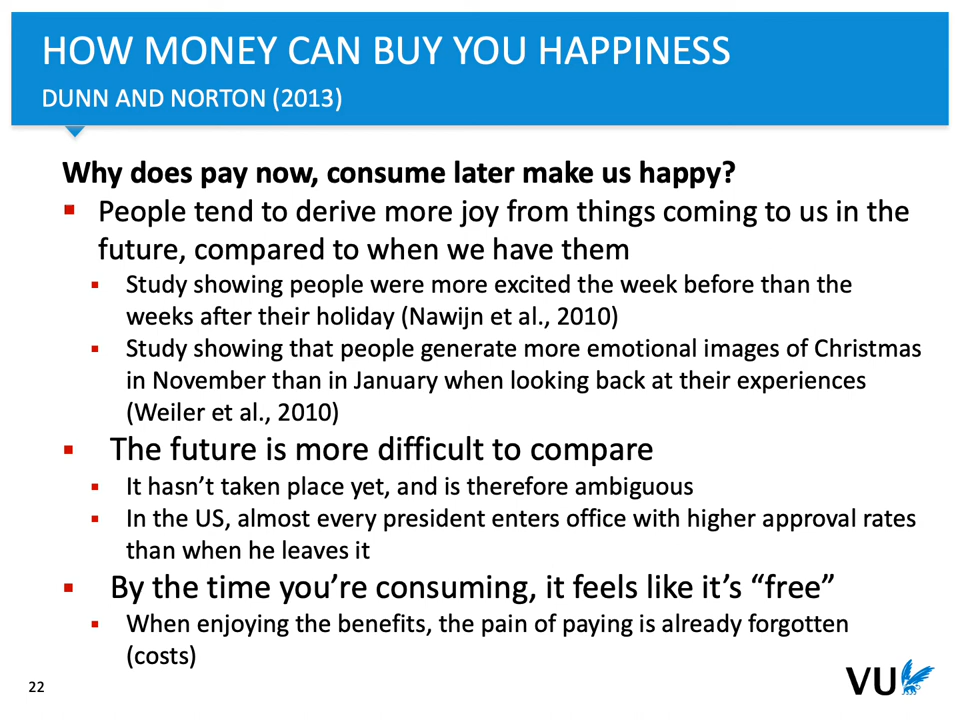 HOW MONEY CAN BUY YOU HAPPINESS
DUNN AND NORTON (2013)
Why does pay now, consume later make us happy?
▪ People tend to derive more joy from things coming to us in the
future, compared to when we have them
▪ Study showing people were more excited the week before than the
weeks after their holiday (Nawijn et al., 2010)
▪ Study showing that people generate more emotional images of Christmas
in November than in January when looking back at their experiences
(Weiler et al., 2010)
▪ The future is more difficult to compare
▪ It hasn’t taken place yet, and is therefore ambiguous
▪ In the US, almost every president enters office with higher approval rates
than when he leaves it
▪ By the time you’re consuming, it feels like it’s “free”
▪ When enjoying the benefits, the pain of paying is already forgotten
(costs)
22
VU